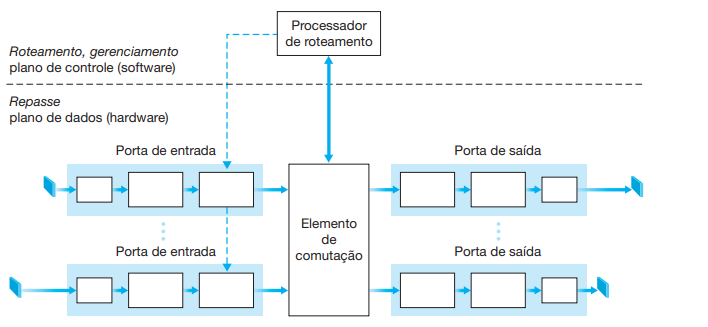 Processador
de roteamento
Roteamento, gerenciamento
plano de controle (software)
Repasse
plano de dados (hardware)
Porta de entrada
Porta de saída
Elemento
de
comutação
Porta de entrada
Porta de saída